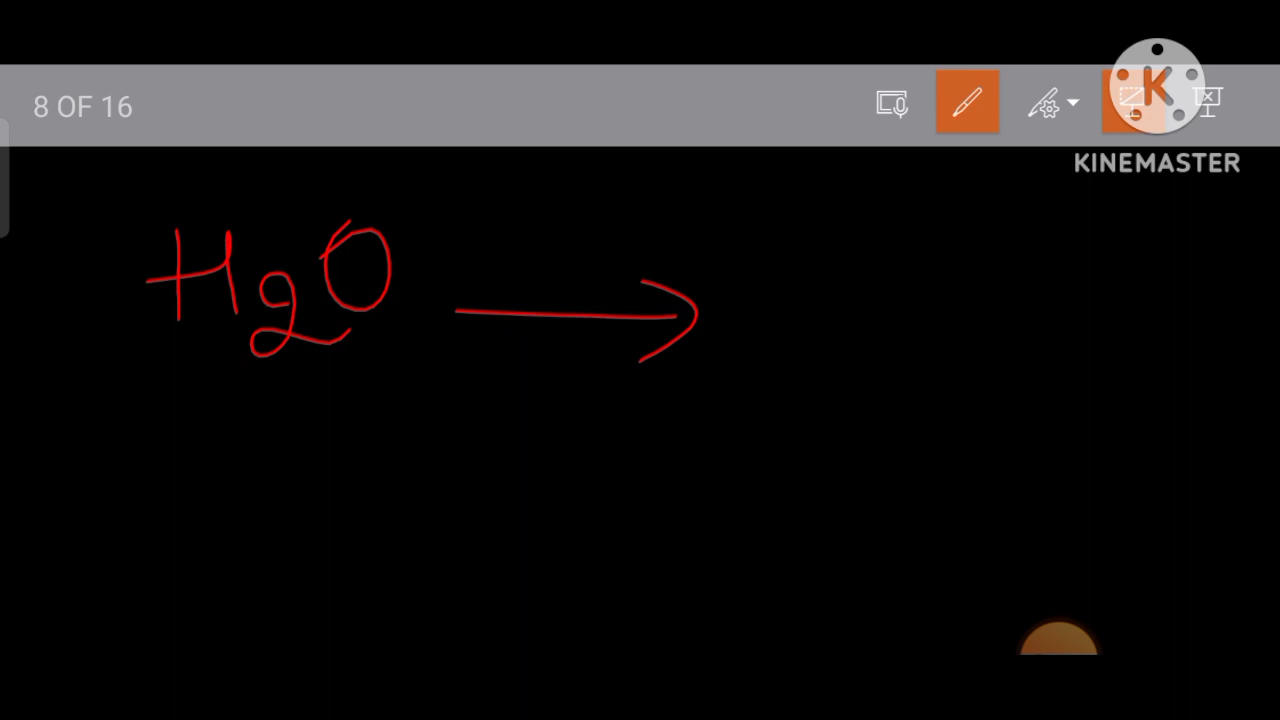 8 OF 16
K
KINEMASTER
H2O →